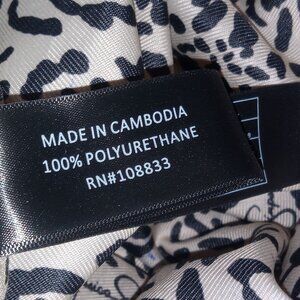 MADE IN CAMBODIA
100% POLYURETHANE
RN#108833